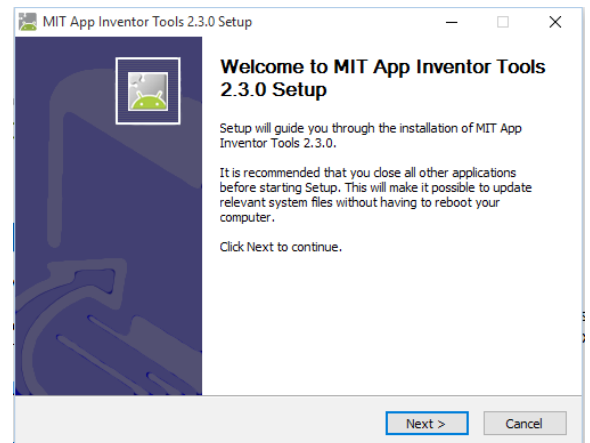 MIT App Inventor Tools 2.3.0 Setup
Welcome to MIT App Inventor Tools
2.3.0 Setup
Setup will guide you through the installation of MIT App
Inventor Tools 2.3.0.
It is recommended that you close all other applications
before starting Setup. This will make it possible to update
relevant system files without having to reboot your
computer.
Click Next to continue.
Next >
Cancel